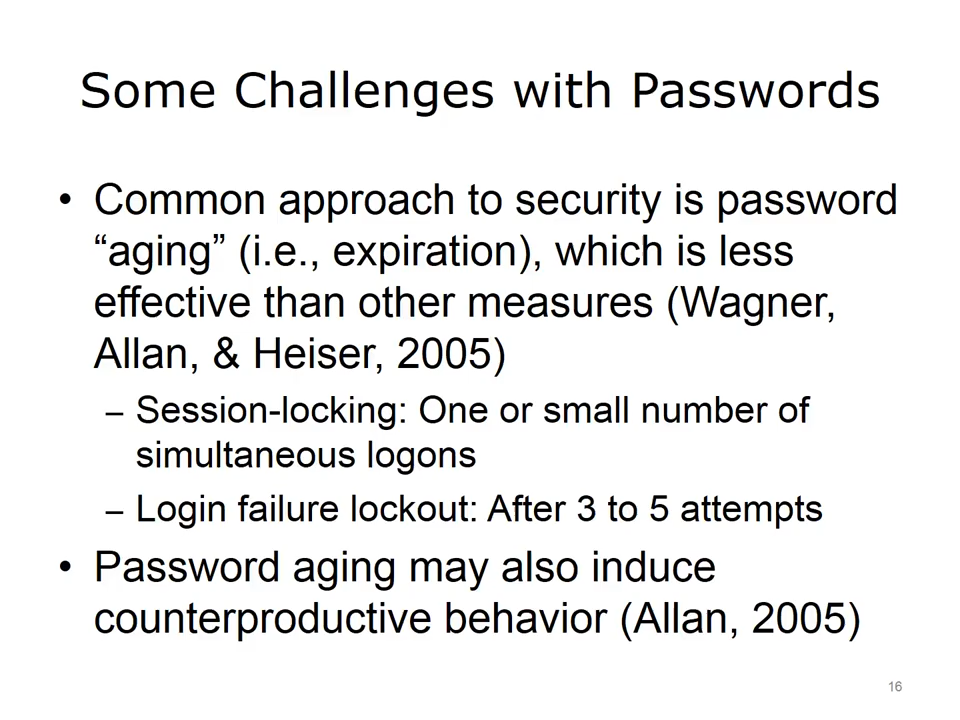 Some Challenges with Passwords
• Common approach to security is password
“aging” (i.e., expiration), which is less
effective than other measures (Wagner,
Allan, & Heiser, 2005)
– Session-locking: One or small number of
simultaneous logons
– Login failure lockout: After 3 to 5 attempts
• Password aging may also induce
counterproductive behavior (Allan, 2005)
16